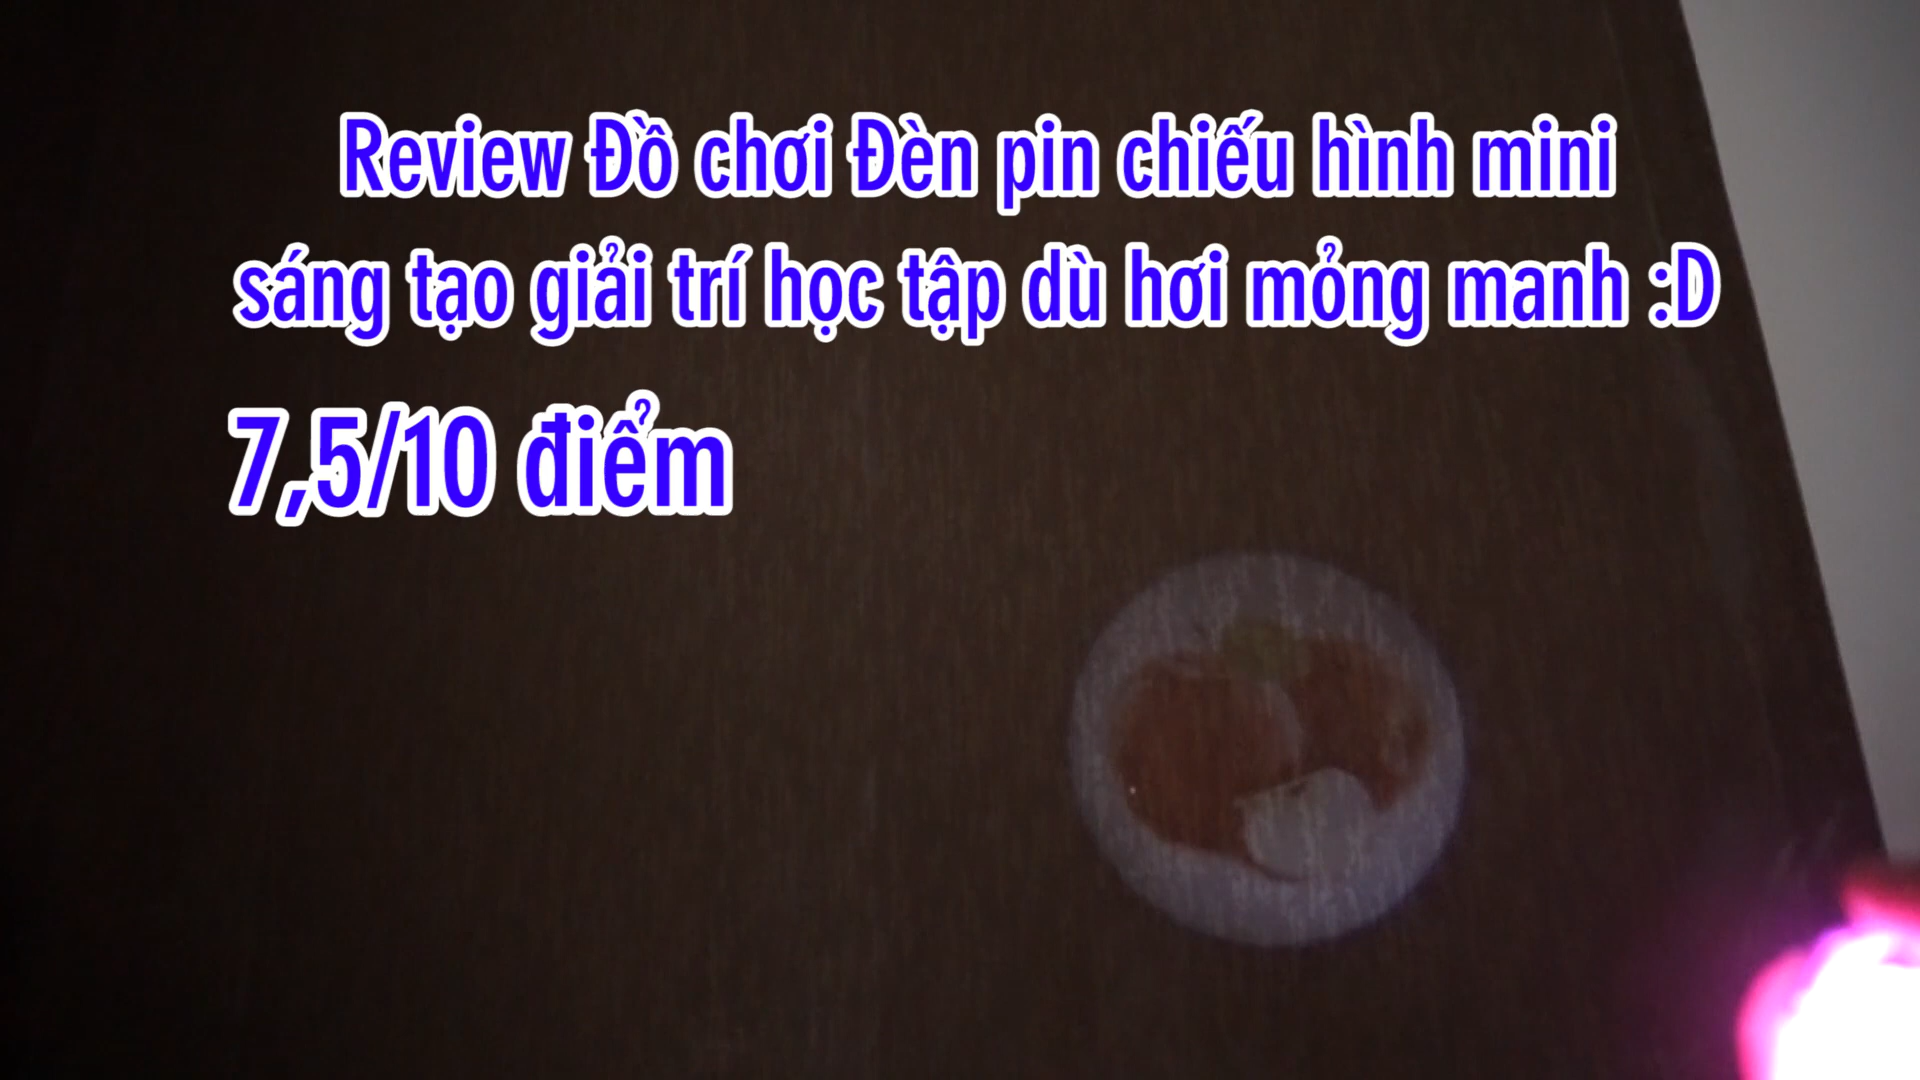 Review Đồ chơi Đèn pin chiếu hình mini
sáng tạo giải trí học tập dù hơi mỏng manh :D
7,5/10 điểm